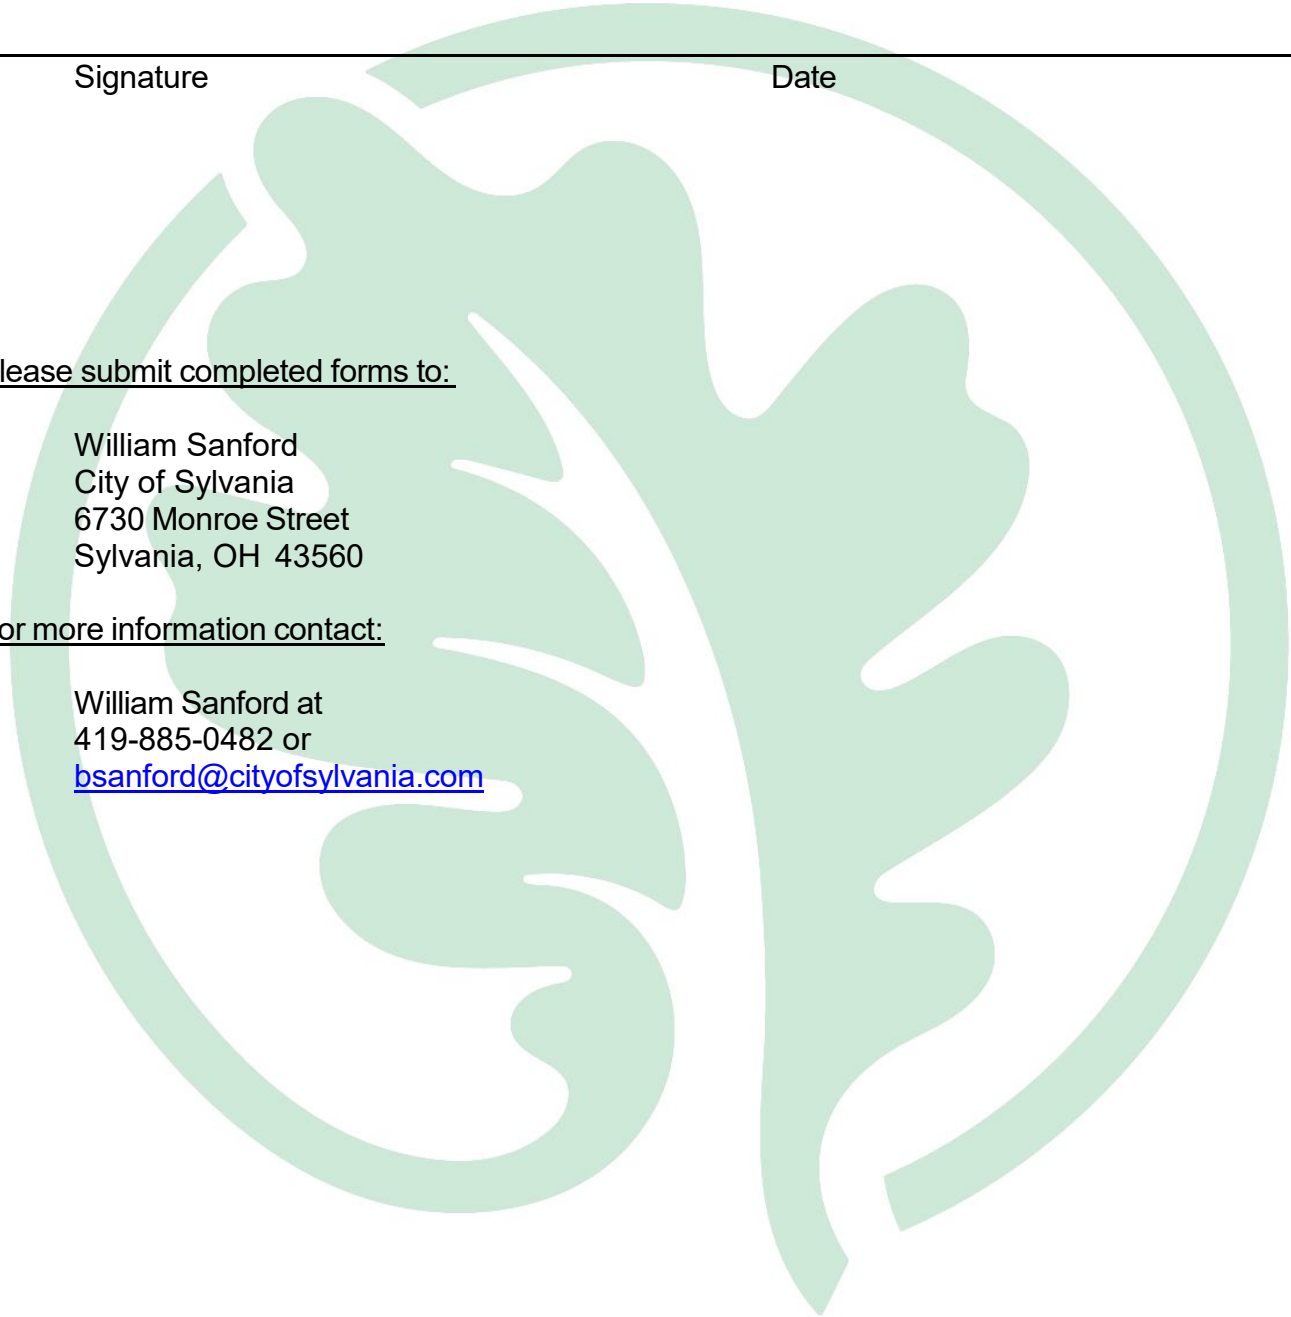 Signature Date
lease submit completed forms to:
William Sanford
City of Sylvania
6730 Monroe Street
Sylvania, OH 43560
or more information contact:
William Sanford at
419-885-0482 or
bsanford@cityofsylvania.com